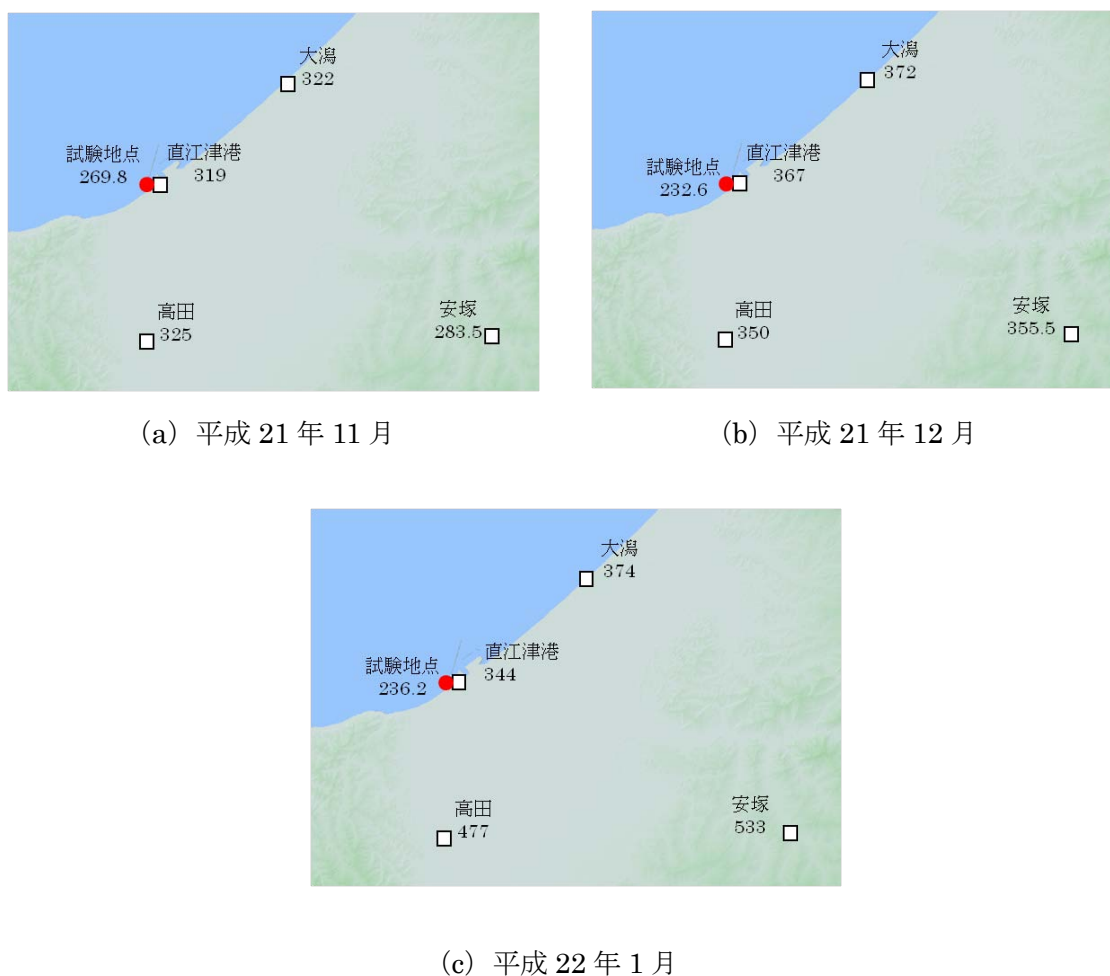 大潟
322
試験地点
269.8
直江津港
319
高田
325
安塚
283.5
(a) 平成 21 年 11 月
大潟
372
試験地点
232.6
直江津港
367
高田
350
安塚
355.5
(b) 平成 21 年 12 月
大潟
374
試験地点
236.2
直江津港
344
高田
477
安塚
533
(c) 平成 22 年 1 月